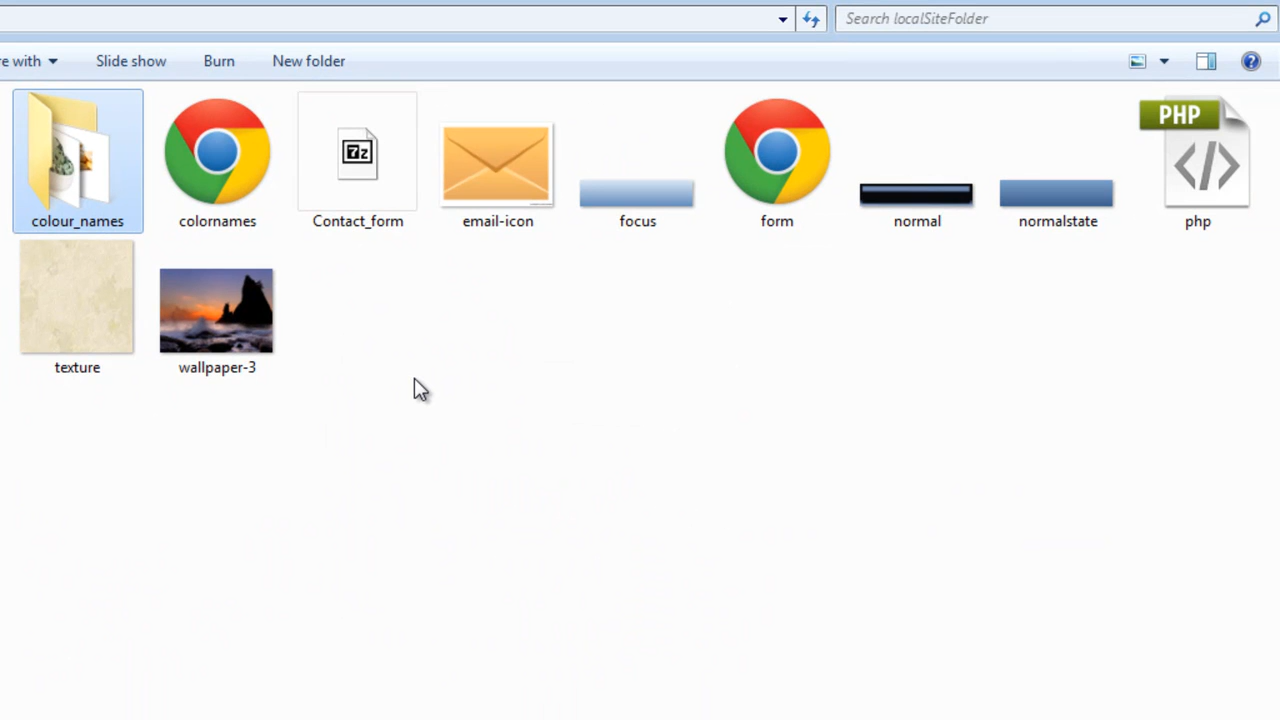 Search localSiteFolder
re with Slide show Burn New folder
7z
PHP
</>
colour_names colornames Contact_form email-icon focus form normal normalstate php
texture wallpaper-3